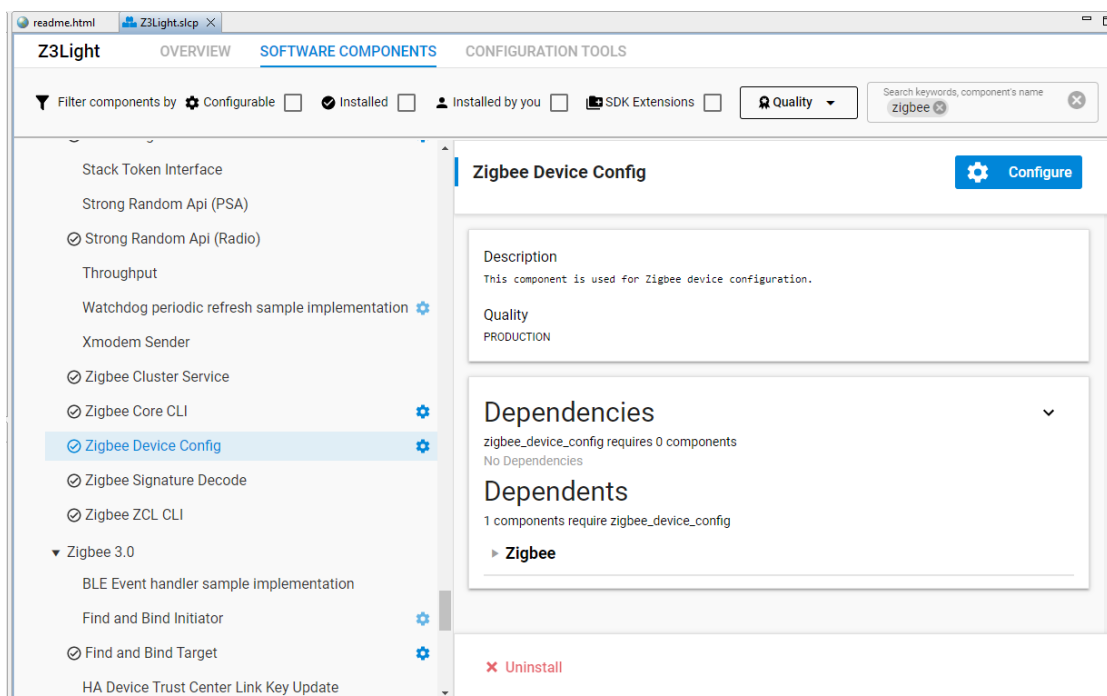 readme.html
Z3Light.slcp
Z3Light
OVERVIEW
SOFTWARE COMPONENTS
CONFIGURATION TOOLS
Filter components by
Configurable
Installed
Installed by you
SDK Extensions
Quality
Search keywords, component's name
zigbee
Stack Token Interface
Strong Random Api (PSA)
Strong Random Api (Radio)
Throughput
Watchdog periodic refresh sample implementation
Xmodem Sender
Zigbee Cluster Service
Zigbee Core CLI
Zigbee Device Config
Zigbee Signature Decode
Zigbee ZCL CLI
Zigbee 3.0
BLE Event handler sample implementation
Find and Bind Initiator
Find and Bind Target
HA Device Trust Center Link Key Update
Zigbee Device Config
Configure
Description
This component is used for Zigbee device configuration.
Quality
PRODUCTION
Dependencies
zigbee_device_config requires 0 components
No Dependencies
Dependents
1 components require zigbee_device_config
Zigbee
Uninstall